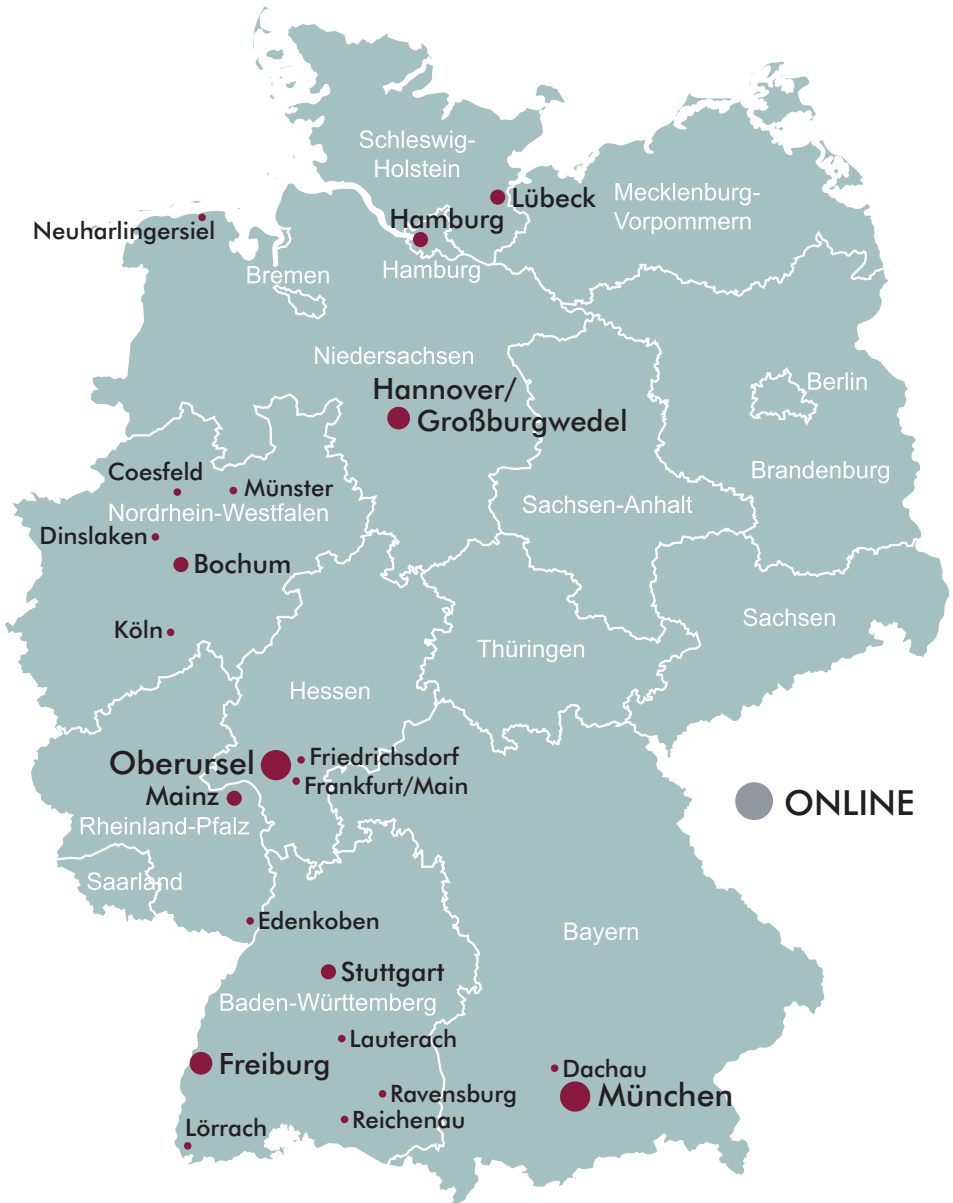 Schleswig-
Holstein
Lübeck
Mecklenburg-
Vorpommern
Neuharlingersiel
Hamburg
Hamburg
Bremen
Niedersachsen
Hannover/
Großburgwedel
Berlin
Brandenburg
Coesfeld
Münster
Nordrhein-Westfalen
Sachsen-Anhalt
Dinslaken
Bochum
Köln
Sachsen
Thüringen
Hessen
Oberursel
Friedrichsdorf
Frankfurt/Main
Mainz
ONLINE
Rheinland-Pfalz
Saarland
Edenkoben
Bayern
Stuttgart
Baden-Württemberg
Lauterach
Freiburg
Dachau
Ravensburg
München
Reichenau
Lörrach